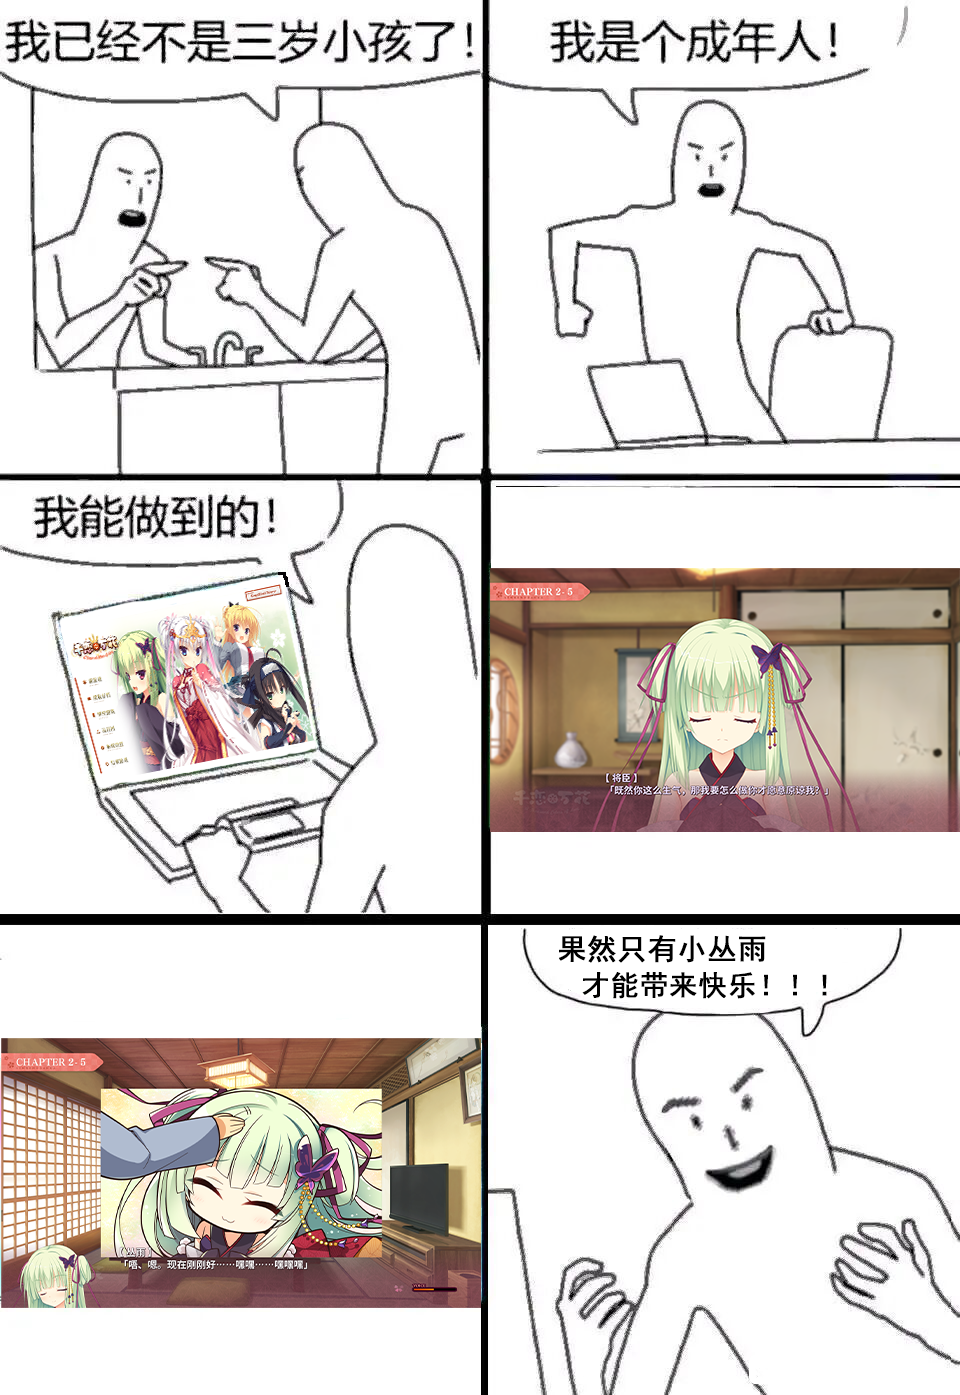 我已经不是三岁小孩了！
我是个成年人！
我能做到的！
千恋＊万花
CHAPTER 2-5
【将臣】
「既然你这么生气，那我要怎么做你才愿意原谅我？」
CHAPTER 2-5
【丛雨】
「唔、嗯。现在刚刚好……嘿嘿……嘿嘿嘿」
果然只有小丛雨
才能带来快乐！！！